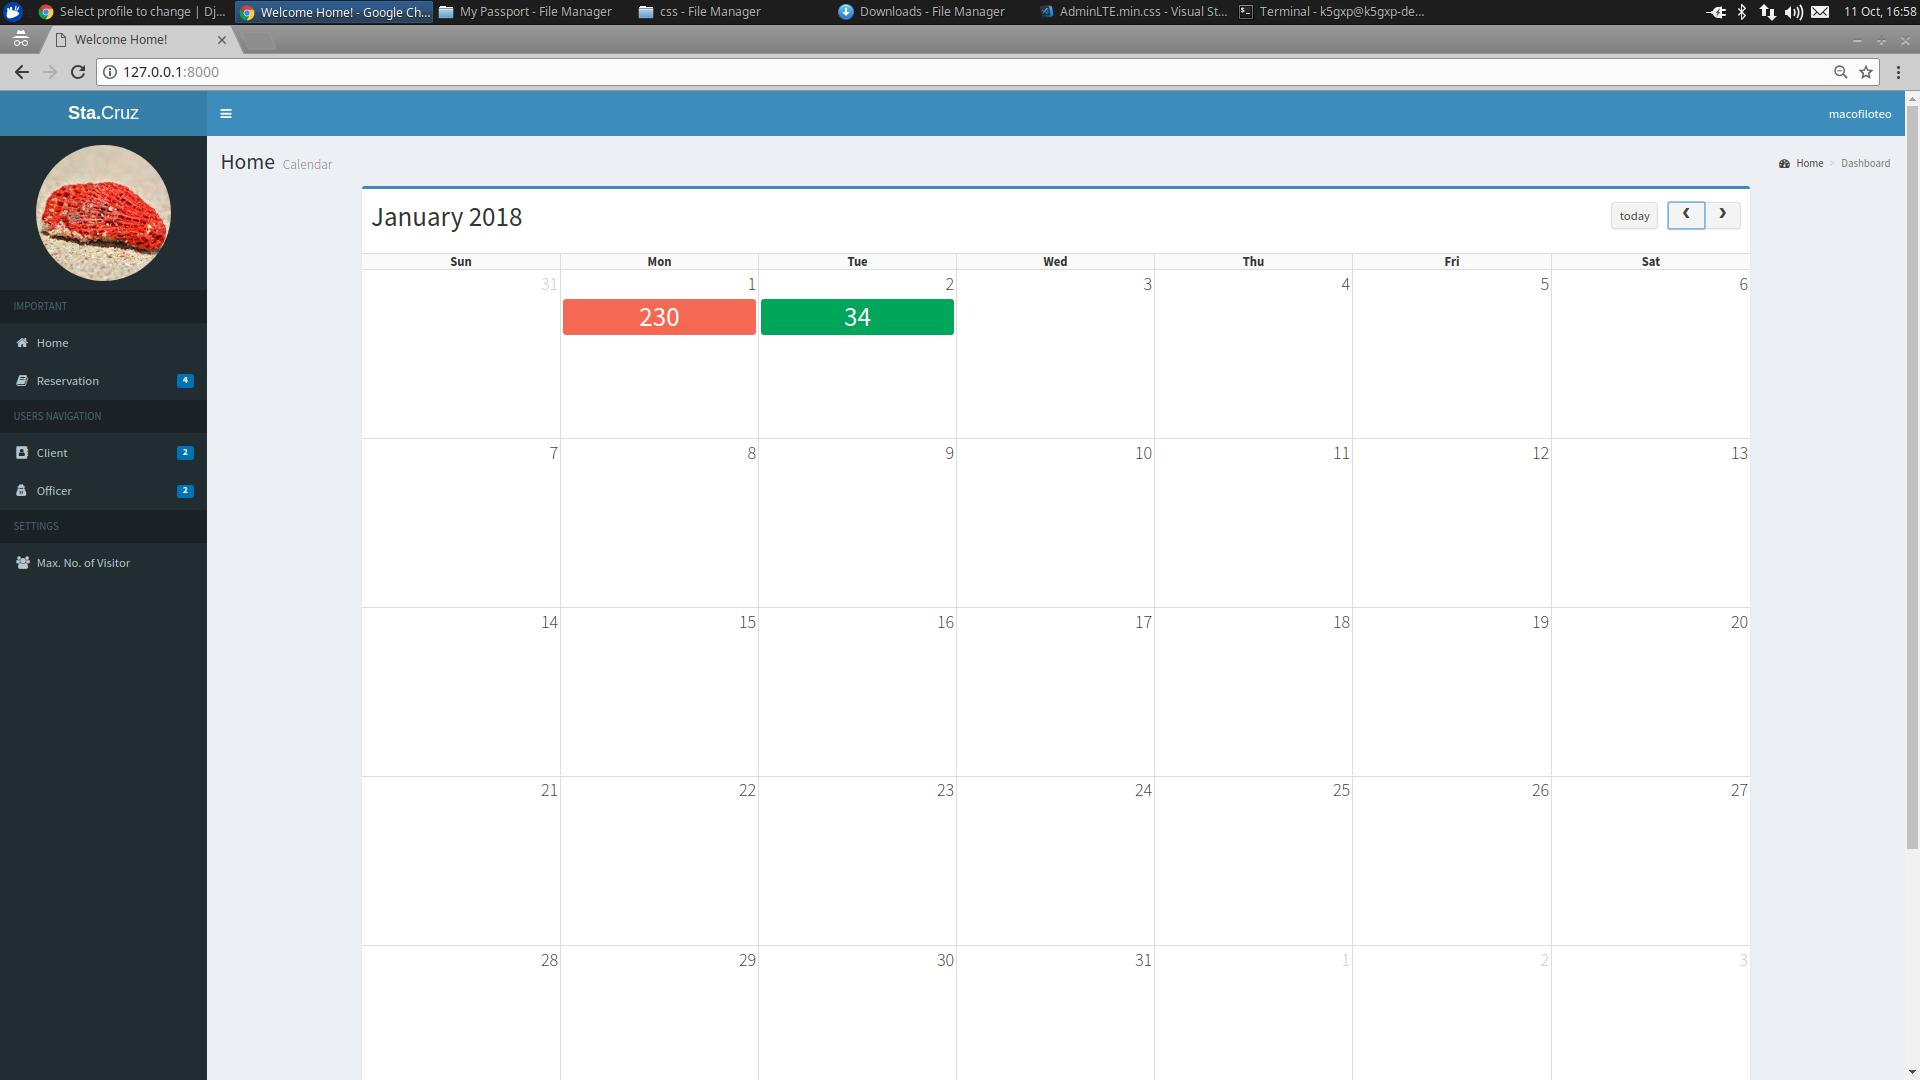 Select profile to change | Dj...
Welcome Home! - Google Ch...
My Passport - File Manager
css - File Manager
Downloads - File Manager
AdminLTE.min.css - Visual St...
Terminal - k5gxp@k5gxp-de...
11 Oct, 16:58
Welcome Home!
127.0.0.1:8000
Sta.Cruz
macofiloteo
Home Calendar
Home > Dashboard
IMPORTANT
Home
Reservation 4
USERS NAVIGATION
Client 2
Officer 2
SETTINGS
Max. No. of Visitor
January 2018
today
Sun Mon Tue Wed Thu Fri Sat
31 1 2 3 4 5 6
230 34
7 8 9 10 11 12 13
14 15 16 17 18 19 20
21 22 23 24 25 26 27
28 29 30 31 1 2 3